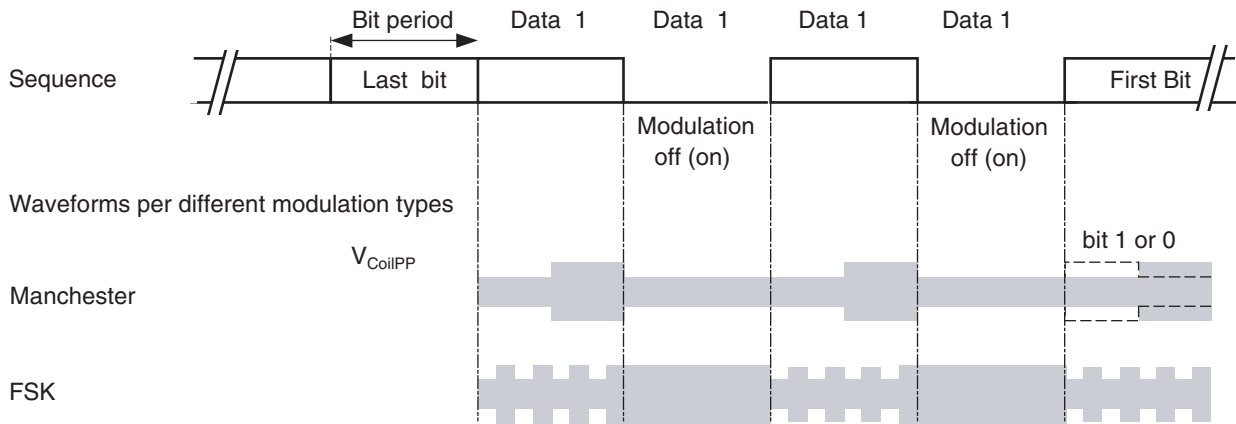 Bit period Data 1 Data 1 Data 1 Data 1
Sequence Last bit First Bit
Modulation off (on)
Modulation off (on)
Waveforms per different modulation types
bit 1 or 0
VCoilPP
Manchester
FSK